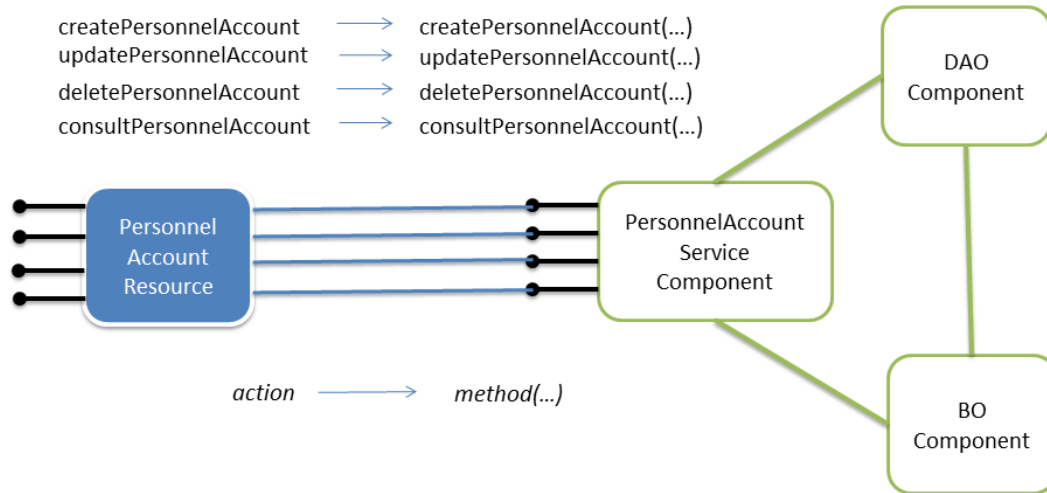 createPersonnelAccount createPersonnelAccount(...)
updatePersonnelAccount updatePersonnelAccount(...)
deletePersonnelAccount deletePersonnelAccount(...)
consultPersonnelAccount consultPersonnelAccount(...)
DAO
Component
Personnel
Account
Resource
PersonnelAccount
Service
Component
action method(...)
BO
Component